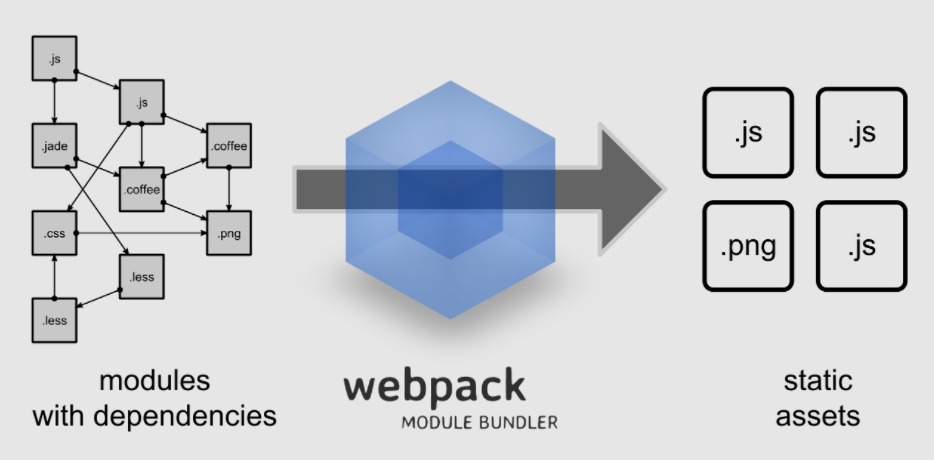 .js
.js
.jade
.coffee
.coffee
.css
.png
.less
.less
modules
with dependencies
webpack
MODULE BUNDLER
.js
.js
.png
.js
static
assets